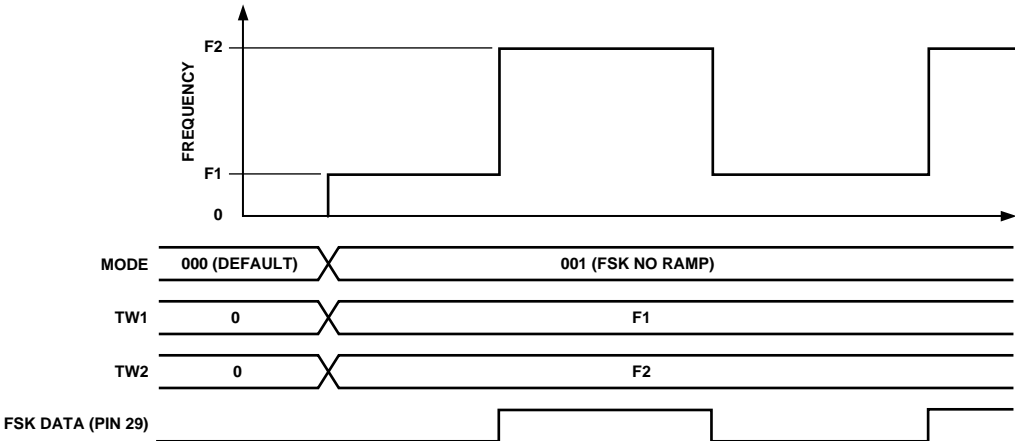 F2
FREQUENCY
F1
0
MODE 000 (DEFAULT) 001 (FSK NO RAMP)
TW1 0 F1
TW2 0 F2
FSK DATA (PIN 29)